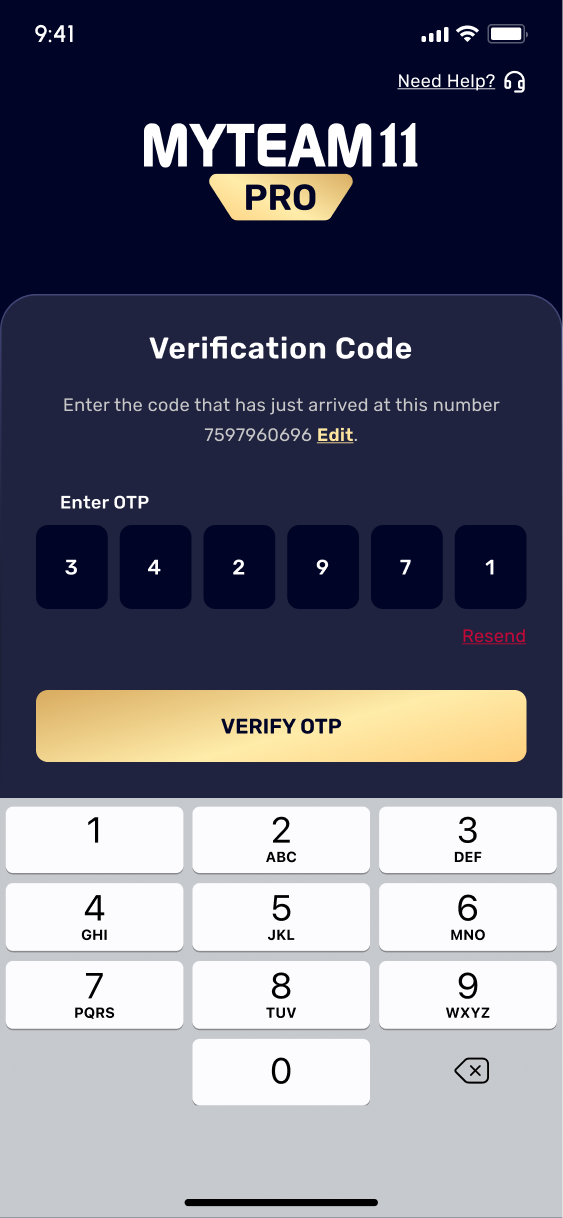 9:41
Need Help?
MYTEAM11
PRO
Verification Code
Enter the code that has just arrived at this number
7597960696 Edit.
Enter OTP
3 4 2 9 7 1
Resend
VERIFY OTP
1 2 3
ABC DEF
4 5 6
GHI JKL MNO
7 8 9
PQRS TUV WXYZ
0